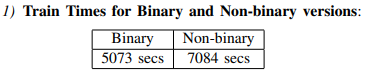 1) Train Times for Binary and Non-binary versions:
Binary Non-binary
5073 secs 7084 secs